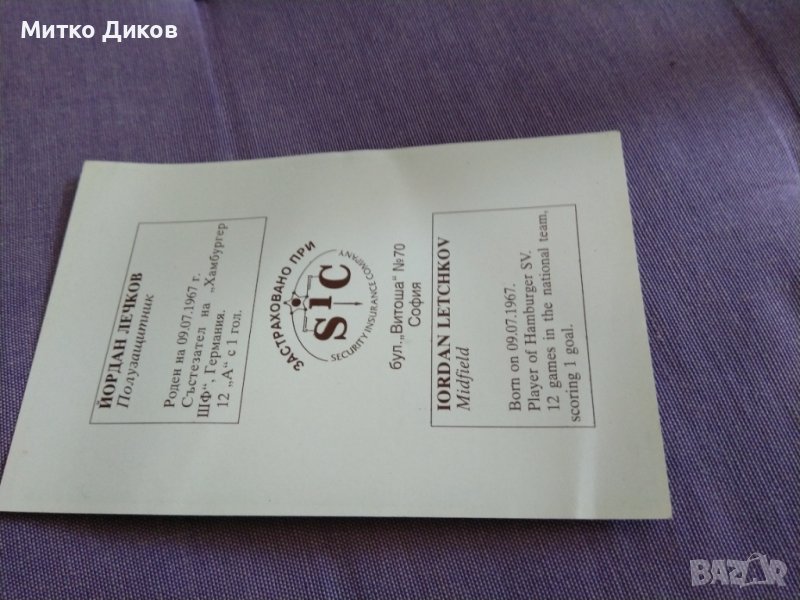 Митко Диков
ЙОРДАН ЛЕЧКОВ
Полузащитник
Роден на 09.07.1967 г.
Състезател на „Хамбургер
ШФ“, Германия.
12 „А“ с 1 гол.
ЗАСТРАХОВАНО ПРИ
SiC
SECURITY INSURANCE COMPANY
бул. „Витоша“ №70
София
IORDAN LETCHKOV
Midfield
Born on 09.07.1967.
Player of Hamburger SV.
12 games in the national team,
scoring 1 goal.
BAZAR